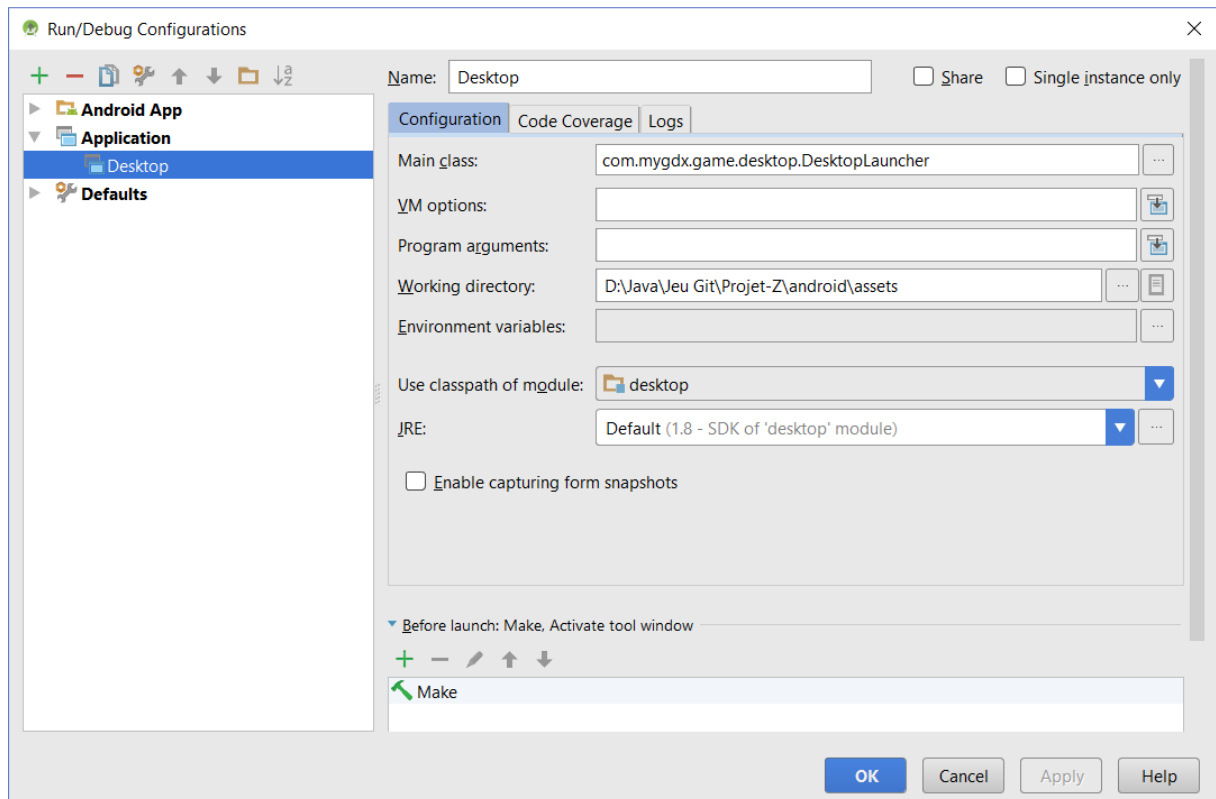 Run/Debug Configurations
Name: Desktop Share Single instance only
Android App
Application
Desktop
Defaults
Configuration Code Coverage Logs
Main class: com.mygdx.game.desktop.DesktopLauncher ...
VM options:
Program arguments:
Working directory: D:\Java\Jeu Git\Projet-Z\android\assets ...
Environment variables: ...
Use classpath of module: desktop
JRE: Default (1.8 - SDK of 'desktop' module) ...
Enable capturing form snapshots
Before launch: Make, Activate tool window
Make
OK Cancel Apply Help